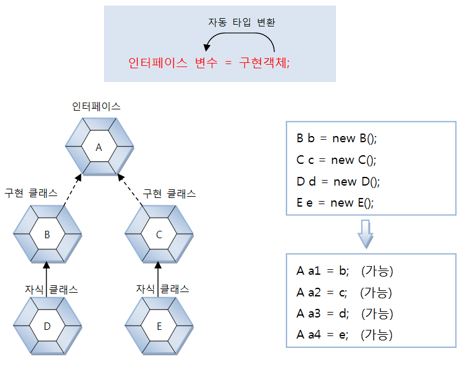 자동 타입 변환
인터페이스 변수 = 구현객체;
인터페이스
A
구현 클래스
구현 클래스
B
C
자식 클래스
자식 클래스
D
E
B b = new B();
C c = new C();
D d = new D();
E e = new E();
A a1 = b; (가능)
A a2 = c; (가능)
A a3 = d; (가능)
A a4 = e; (가능)